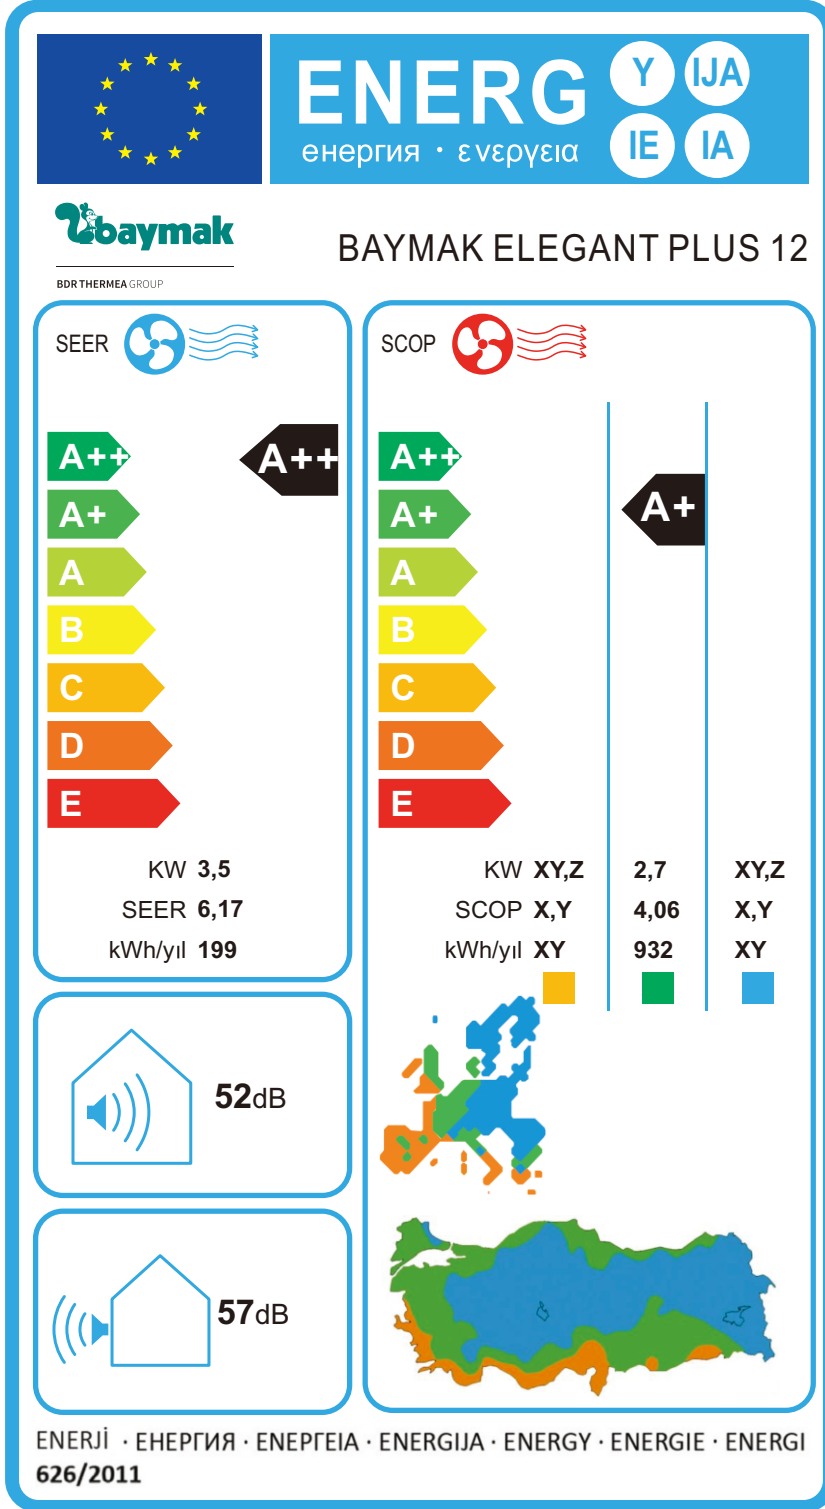 ENERG Y IJA
енергия · ενεργεια IE IA
baymak
BDR THERMEA GROUP
BAYMAK ELEGANT PLUS 12
SEER
A++ A++
A+
A
B
C
D
E
KW 3,5
SEER 6,17
kWh/yıl 199
SCOP
A++
A+ A+
A
B
C
D
E
KW XY,Z 2,7 XY,Z
SCOP X,Y 4,06 X,Y
kWh/yıl XY 932 XY
52dB
57dB
ENERJİ · ЕНЕРГИЯ · ΕΝΕΡΓΕΙΑ · ENERGIJA · ENERGY · ENERGIE · ENERGI
626/2011